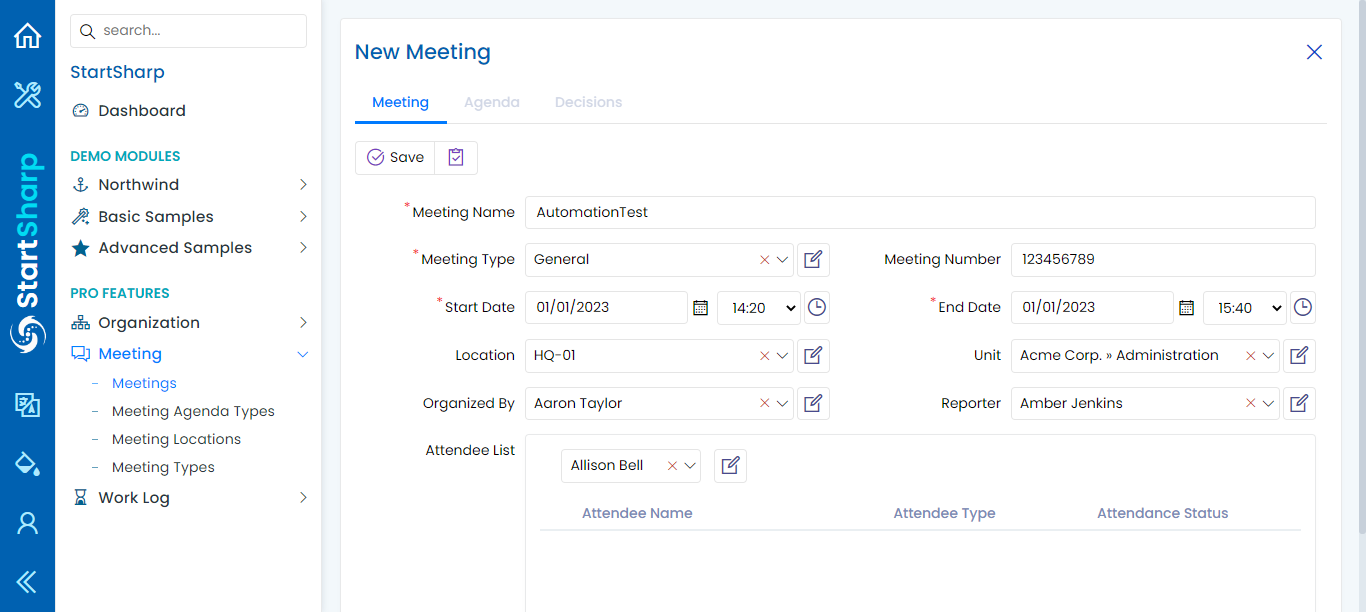 search...
StartSharp
Dashboard
DEMO MODULES
Northwind
Basic Samples
Advanced Samples
PRO FEATURES
Organization
Meeting
Meetings
Meeting Agenda Types
Meeting Locations
Meeting Types
Work Log
StartSharp
New Meeting
Meeting Agenda Decisions
Save
*Meeting Name AutomationTest
*Meeting Type General Meeting Number 123456789
*Start Date 01/01/2023 14:20 *End Date 01/01/2023 15:40
Location HQ-01 Unit Acme Corp. » Administration
Organized By Aaron Taylor Reporter Amber Jenkins
Attendee List Allison Bell
Attendee Name Attendee Type Attendance Status